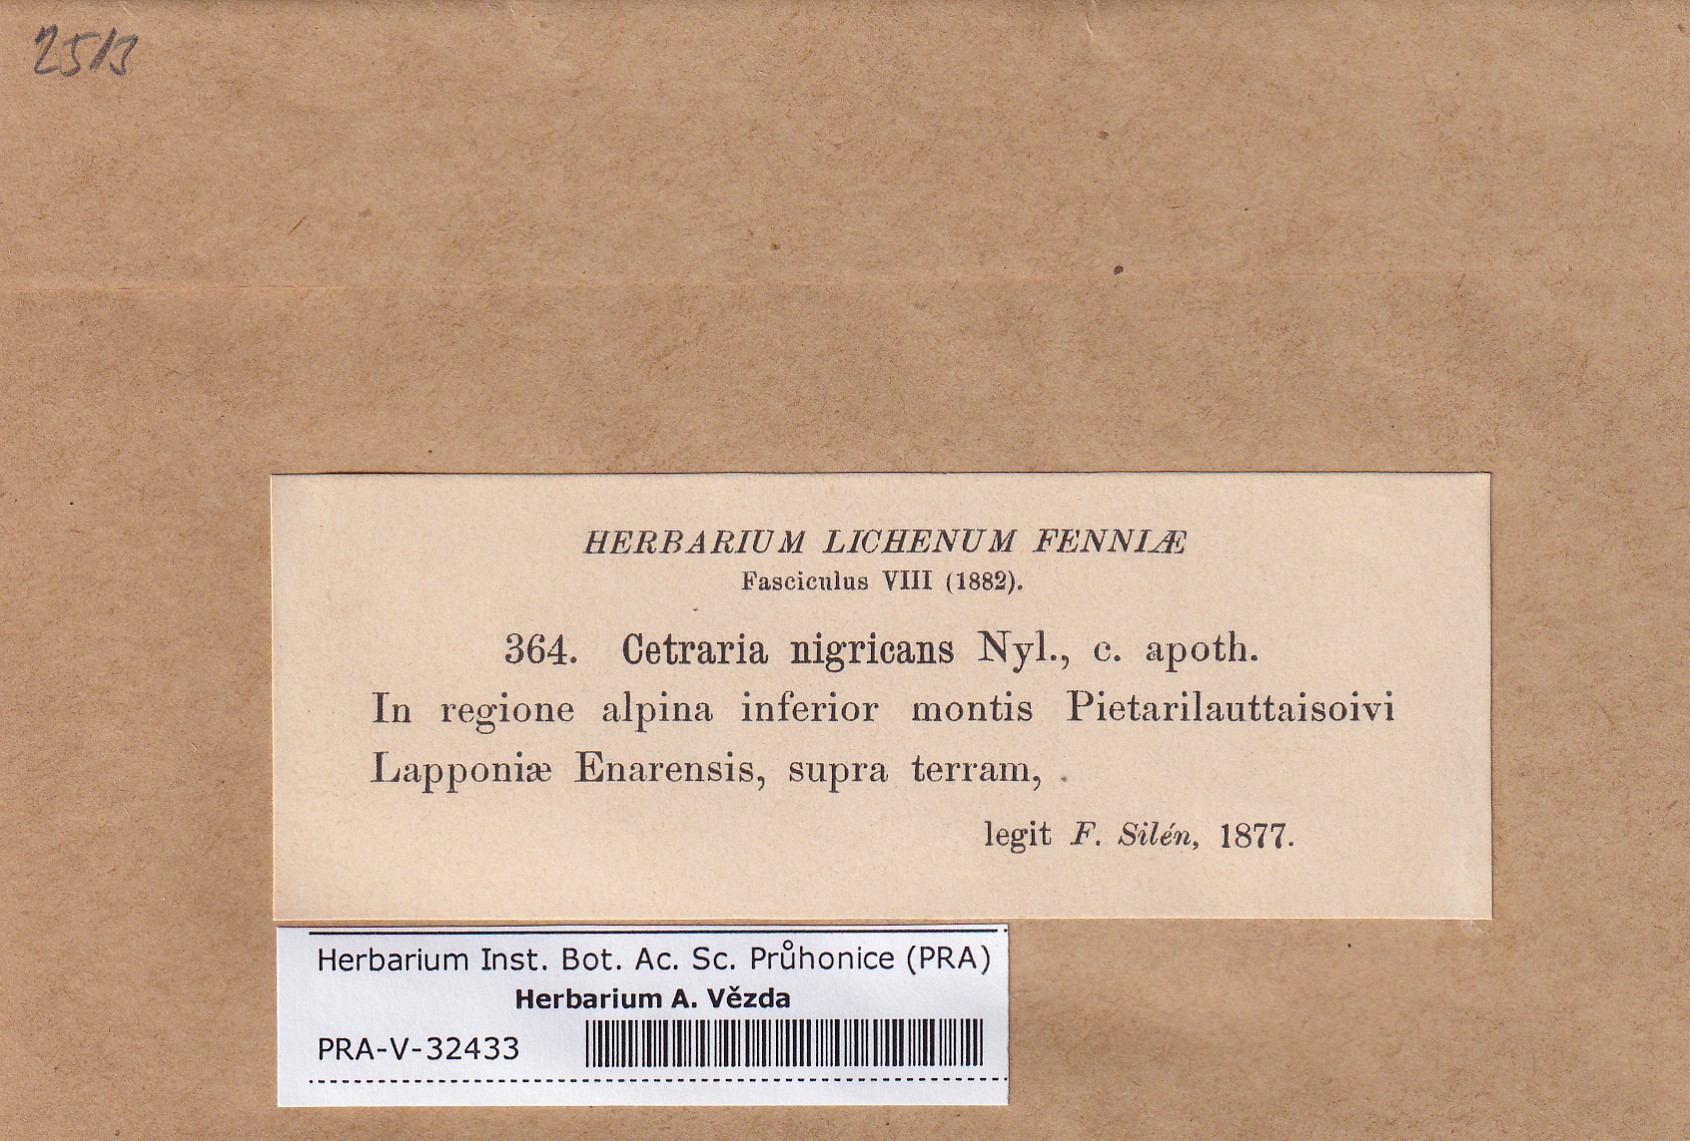 2513
HERBARIUM LICHENUM FENNIÆ
Fasciculus VIII (1882).
364. Cetraria nigricans Nyl., c. apoth.
In regione alpina inferior montis Pietarilauttaisoivi
Lapponiæ Enarensis, supra terram, .
legit F. Silén, 1877.
Herbarium Inst. Bot. Ac. Sc. Průhonice (PRA)
Herbarium A. Vězda
PRA-V-32433